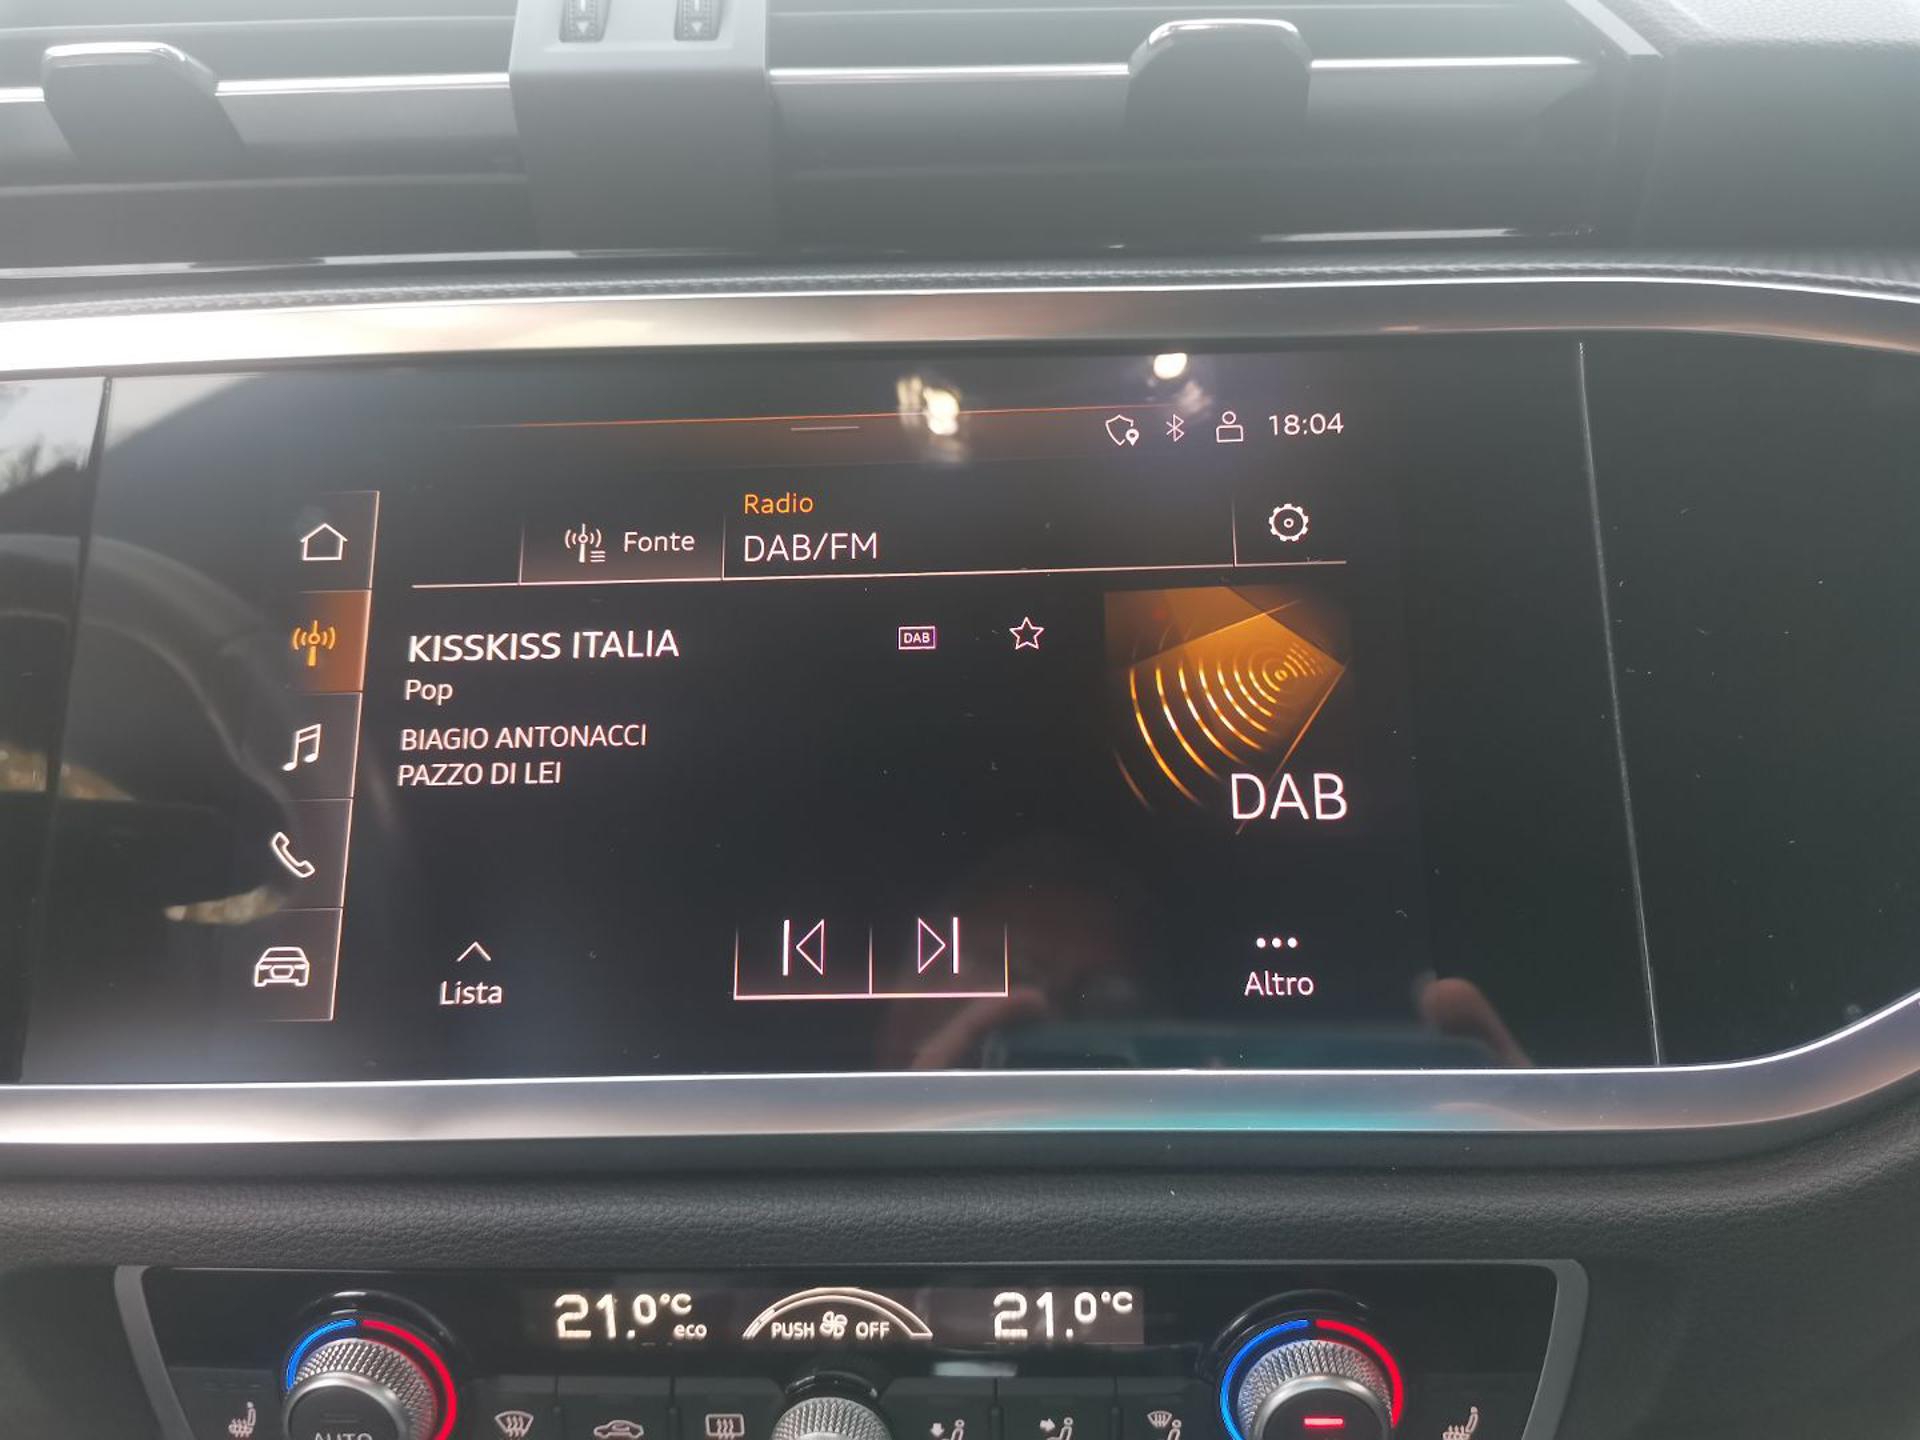 18:04
Fonte
Radio
DAB/FM
KISSKISS ITALIA
DAB
Pop
BIAGIO ANTONACCI
PAZZO DI LEI
DAB
Lista
Altro
21.0°C
eco
PUSH OFF
21.0°C
AUTO